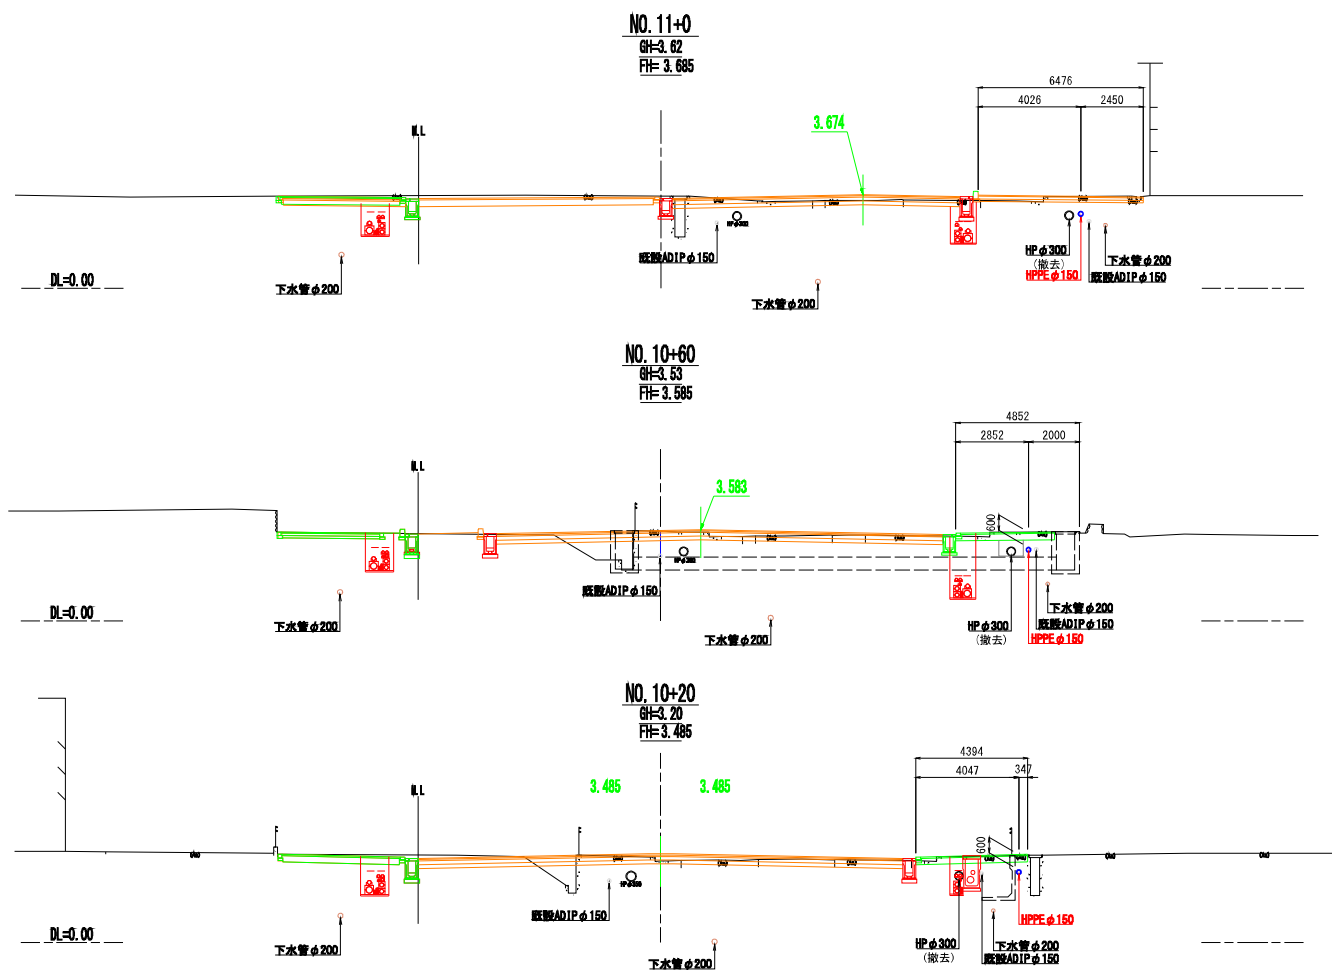 NO.11+0
GH=3.62
FH= 3.685
6476
4026 2450
3.674
W.L
HPφ300
既設ADIPφ150
HPφ300
(撤去)
HPPEφ150
下水管φ200
既設ADIPφ150
DL=0.00
下水管φ200
下水管φ200
NO.10+60
GH=3.53
FH= 3.585
4852
2852 2000
W.L
3.583
600
HPφ300
既設ADIPφ150
下水管φ200
既設ADIPφ150
HPφ300
(撤去)
HPPEφ150
DL=0.00
下水管φ200
下水管φ200
NO.10+20
GH=3.20
FH= 3.485
4394
4047 347
3.485 3.485
W.L
600
既設ADIPφ150
HPPEφ150
DL=0.00
下水管φ200
HPφ300
(撤去)
下水管φ200
既設ADIPφ150
下水管φ200